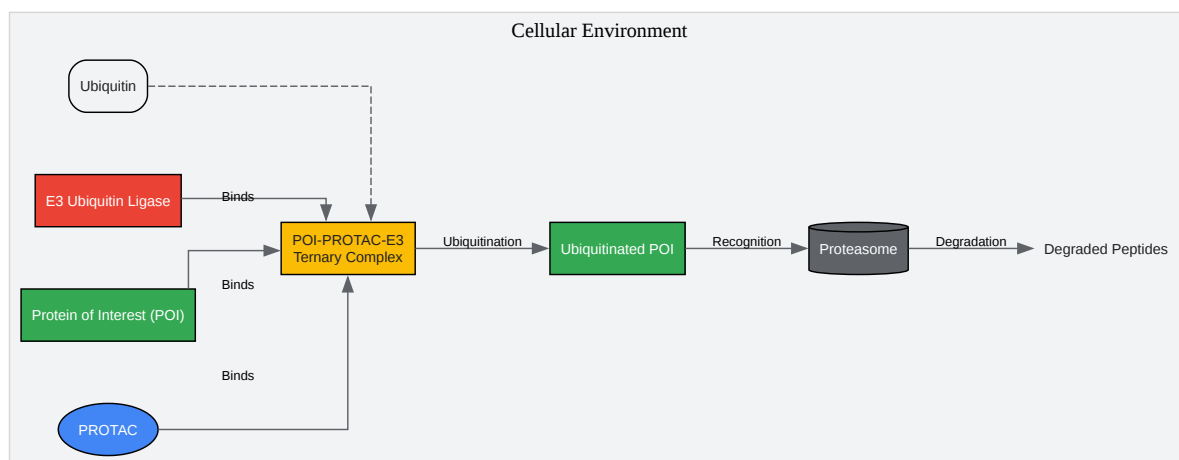 Cellular Environment
Ubiquitin
E3 Ubiquitin Ligase
Binds
POI-PROTAC-E3
Ternary Complex
Ubiquitination
Ubiquitinated POI
Recognition
Proteasome
Degradation
Degraded Peptides
Binds
Protein of Interest (POI)
Binds
PROTAC